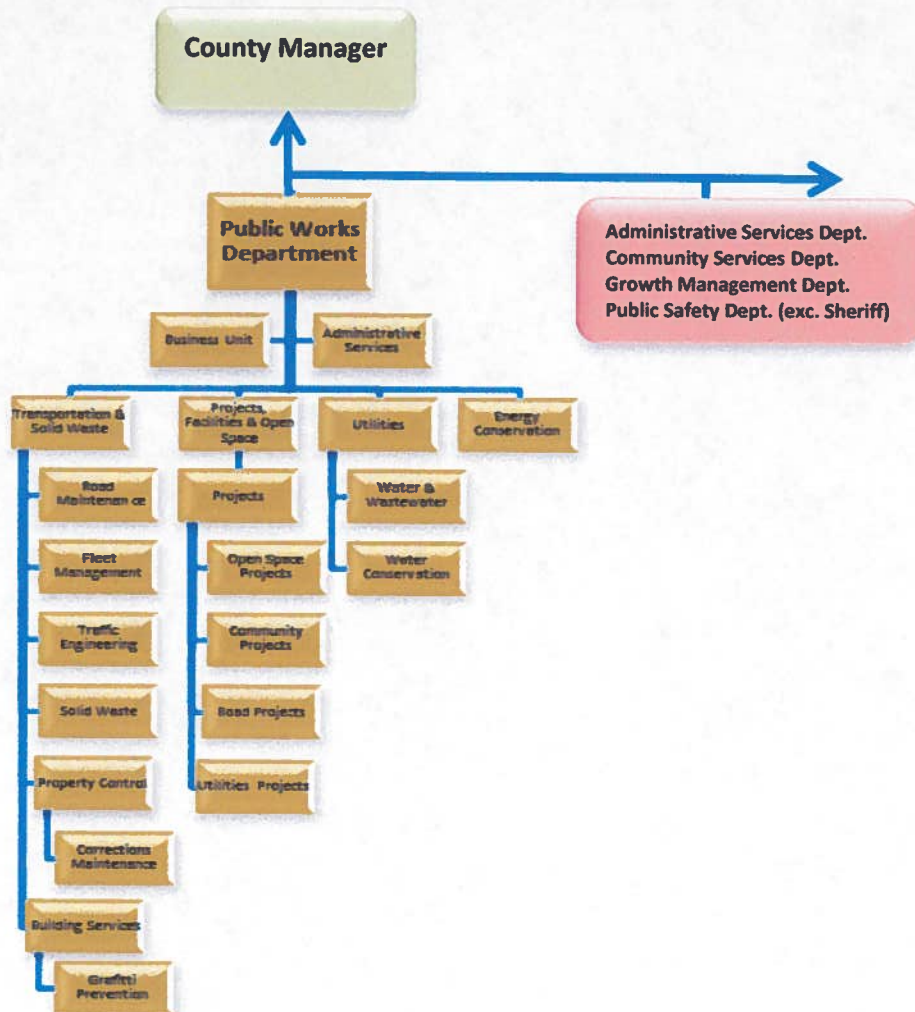 County Manager
Public Works
Department
Administrative Services Dept.
Community Services Dept.
Growth Management Dept.
Public Safety Dept. (exc. Sheriff)
Business Unit
Administrative
Services
Transportation &
Solid Waste
Projects,
Facilities & Open
Space
Utilities
Energy
Conservation
Road
Maintenance
Projects
Water &
Wastewater
Fleet
Management
Open Space
Projects
Water
Conservation
Traffic
Engineering
Community
Projects
Solid Waste
Road Projects
Property Control
Utilities Projects
Corrections
Maintenance
Building Services
Grafitti
Prevention